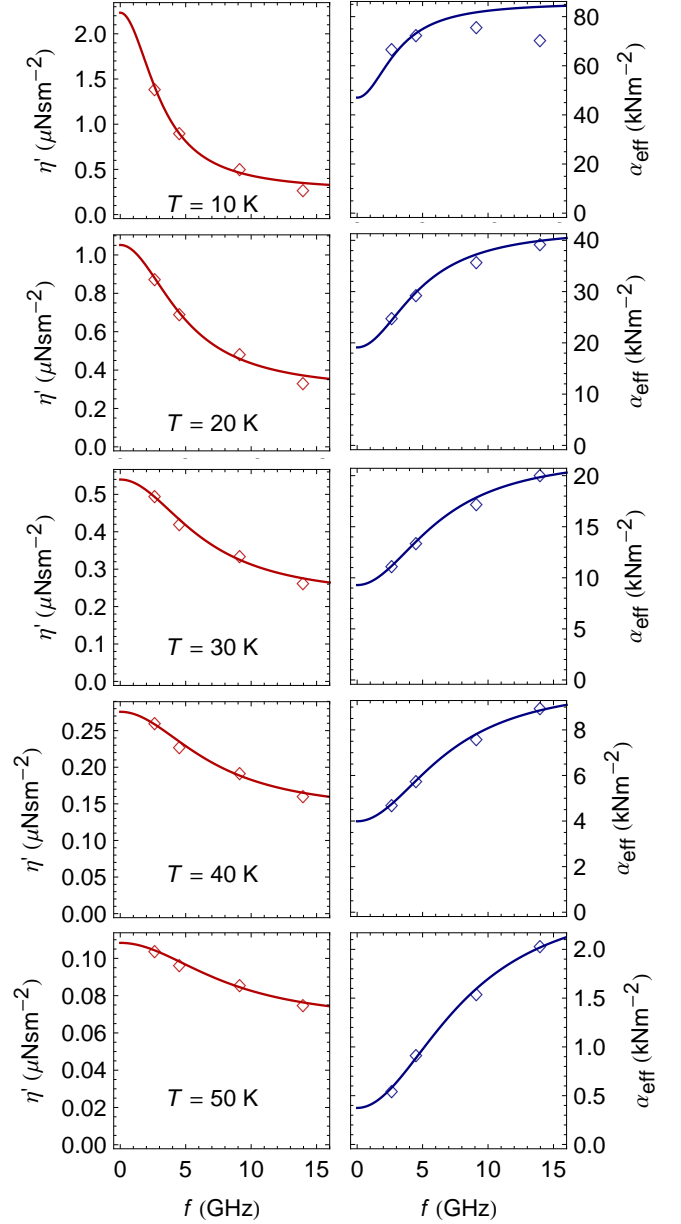 2.0
1.5
1.0
0.5
0.0
η' (μNsm−2)
T = 10 K
80
60
40
20
0
αeff (kNm−2)
1.0
0.8
0.6
0.4
0.2
0.0
η' (μNsm−2)
T = 20 K
40
30
20
10
0
αeff (kNm−2)
0.5
0.4
0.3
0.2
0.1
0.0
η' (μNsm−2)
T = 30 K
20
15
10
5
0
αeff (kNm−2)
0.25
0.20
0.15
0.10
0.05
0.00
η' (μNsm−2)
T = 40 K
8
6
4
2
0
αeff (kNm−2)
0.10
0.08
0.06
0.04
0.02
0.00
η' (μNsm−2)
T = 50 K
2.0
1.5
1.0
0.5
0.0
αeff (kNm−2)
0 5 10 15
f (GHz)
0 5 10 15
f (GHz)